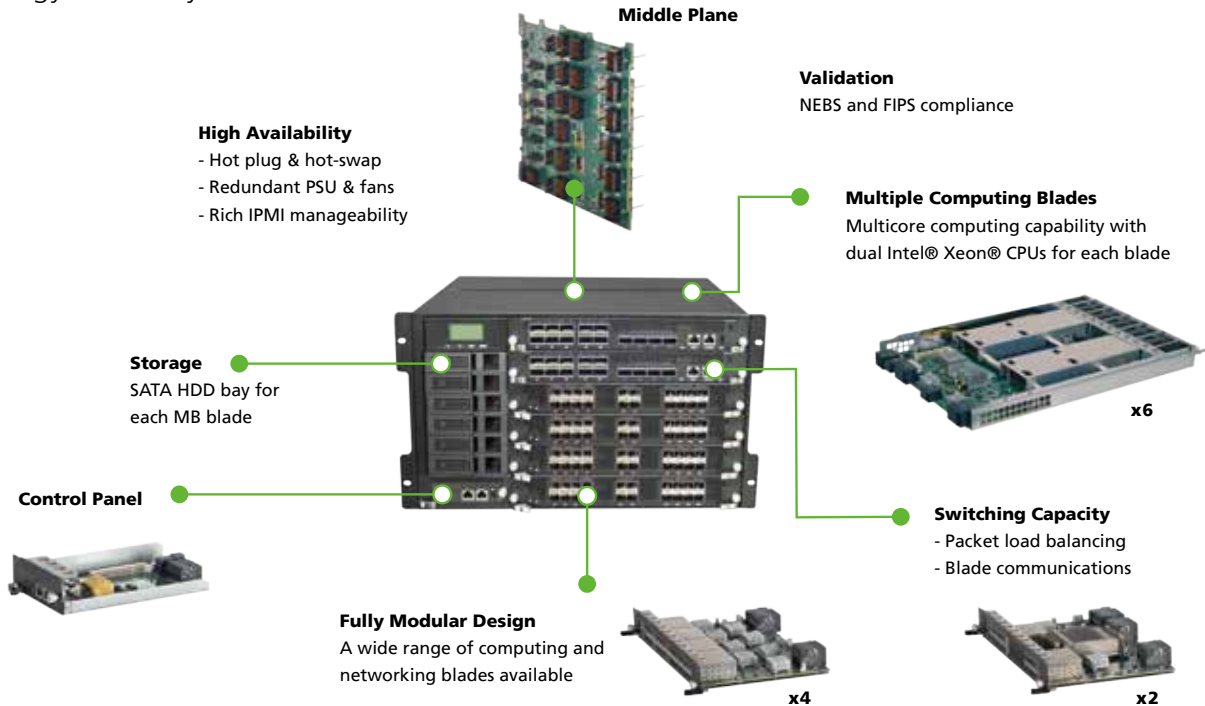 Middle Plane
Validation
NEBS and FIPS compliance
High Availability
- Hot plug & hot-swap
- Redundant PSU & fans
- Rich IPMI manageability
Multiple Computing Blades
Multicore computing capability with
dual Intel® Xeon® CPUs for each blade
x6
Storage
SATA HDD bay for
each MB blade
Control Panel
Switching Capacity
- Packet load balancing
- Blade communications
x2
Fully Modular Design
A wide range of computing and
networking blades available
x4